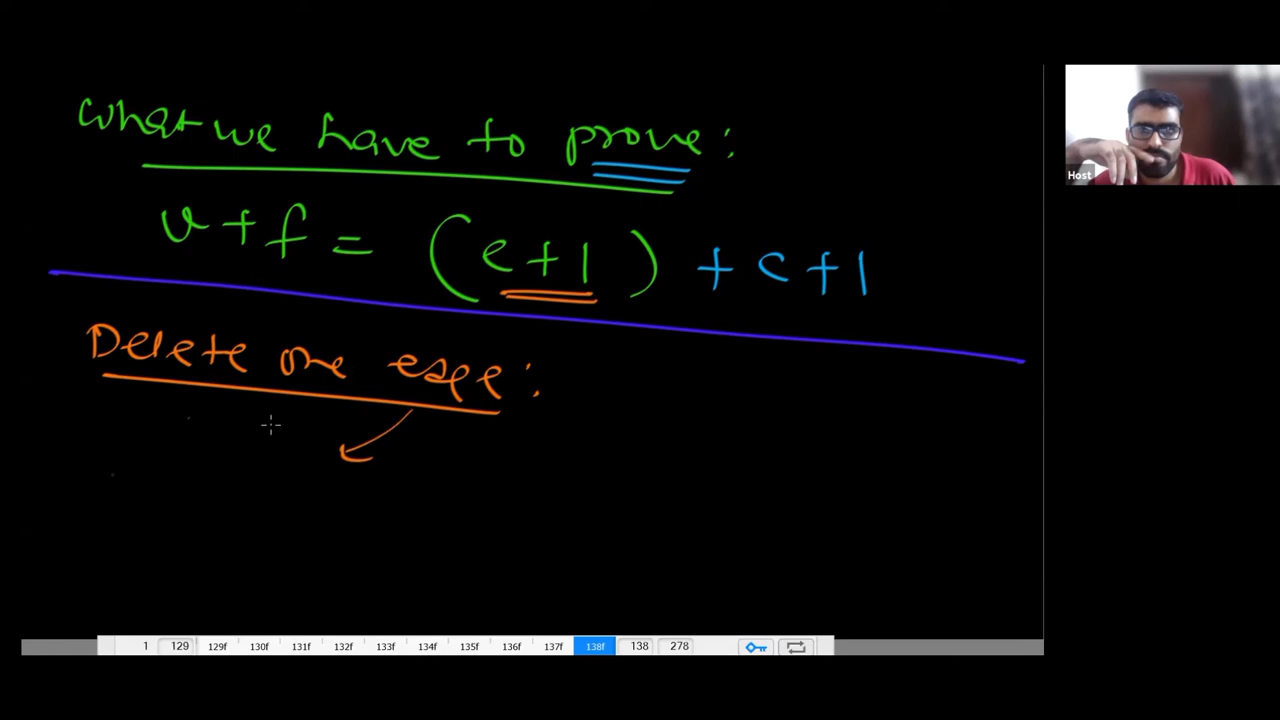 What we have to prove:
v + f = (e + 1) + c + 1
Delete one edge:
Host
1 129 129f 130f 131f 132f 133f 134f 135f 136f 137f 138f 138 278